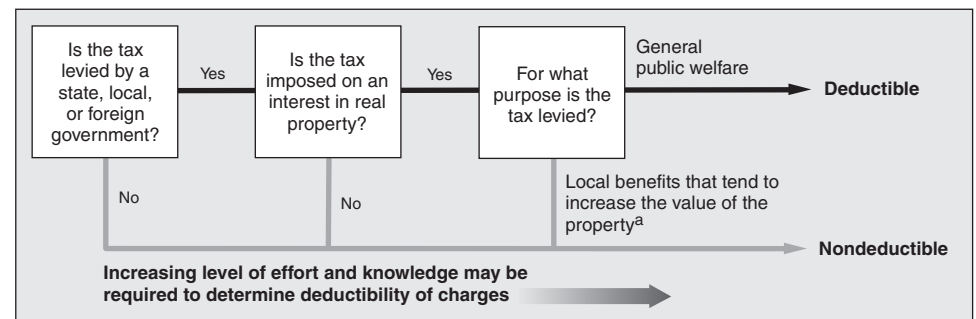 Is the tax
levied by a
state, local,
or foreign
government?
Yes
Is the tax
imposed on an
interest in real
property?
Yes
For what
purpose is the
tax levied?
General
public welfare
Deductible
No
No
Local benefits that tend to
increase the value of the
propertyᵃ
Nondeductible
Increasing level of effort and knowledge may be
required to determine deductibility of charges